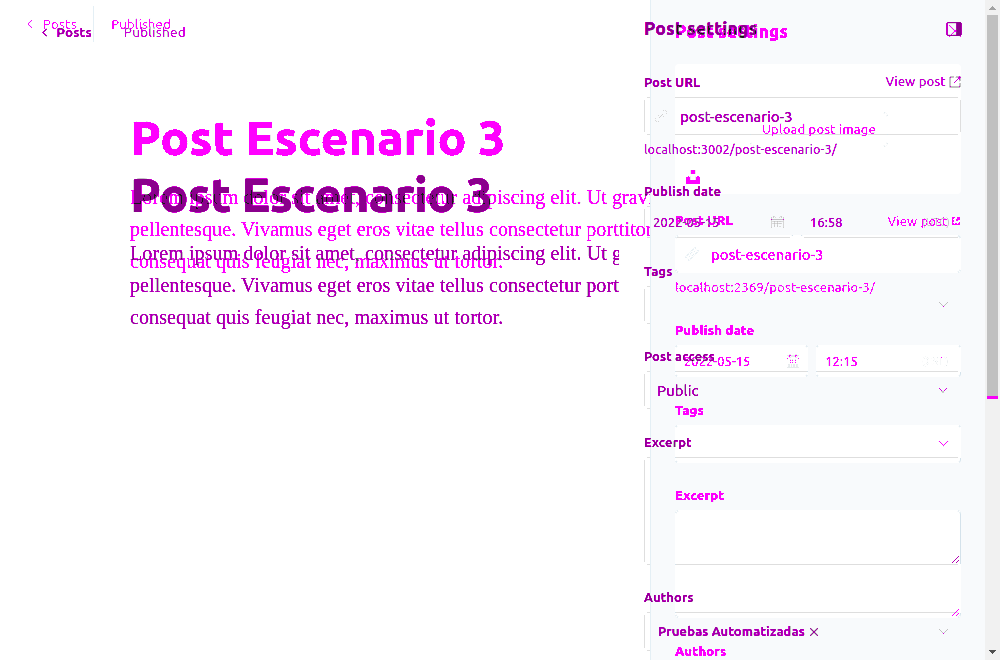 Posts Published
Posts Published
Post settings
Post settings
Post URL View post
post-escenario-3
Upload post image
localhost:3002/post-escenario-3/
Post Escenario 3
Post Escenario 3
Publish date
Lorem ipsum dolor sit amet, consectetur adipiscing elit. Ut grav
2022-05-15 16:58
Post URL View post
pellentesque. Vivamus eget eros vitae tellus consectetur porttitor
Lorem ipsum dolor sit amet, consectetur adipiscing elit. Ut g
post-escenario-3
consequat quis feugiat nec, maximus ut tortor.
Tags
pellentesque. Vivamus eget eros vitae tellus consectetur port
localhost:2369/post-escenario-3/
consequat quis feugiat nec, maximus ut tortor.
Publish date
Post access
2022-05-15 12:15
Public
Tags
Excerpt
Excerpt
Authors
Pruebas Automatizadas ×
Authors